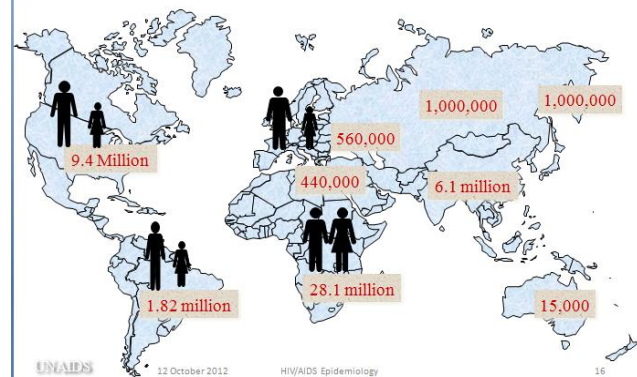 1,000,000
1,000,000
560,000
9.4 Million
440,000
6.1 million
28.1 million
1.82 million
15,000
UNAIDS
12 October 2012
HIV/AIDS Epidemiology
16